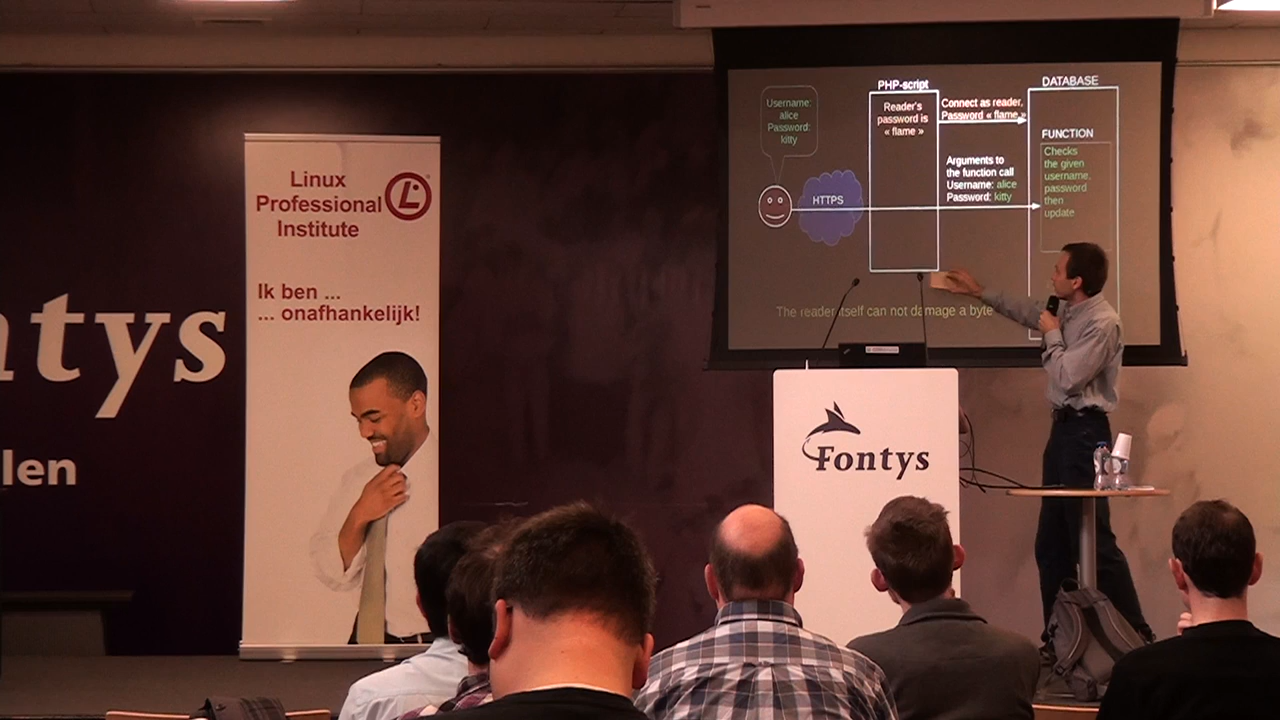 ntys
len
Linux
Professional
Institute
Ik ben ...
... onafhankelijk!
Username:
alice
Password:
kitty
HTTPS
PHP-script
Reader's
password is
« flame »
Connect as reader,
Password « flame »
Arguments to
the function call
Username: alice
Password: kitty
DATABASE
FUNCTION
Checks
the given
username,
password
then
update
The reader itself can not damage a byte
Fontys